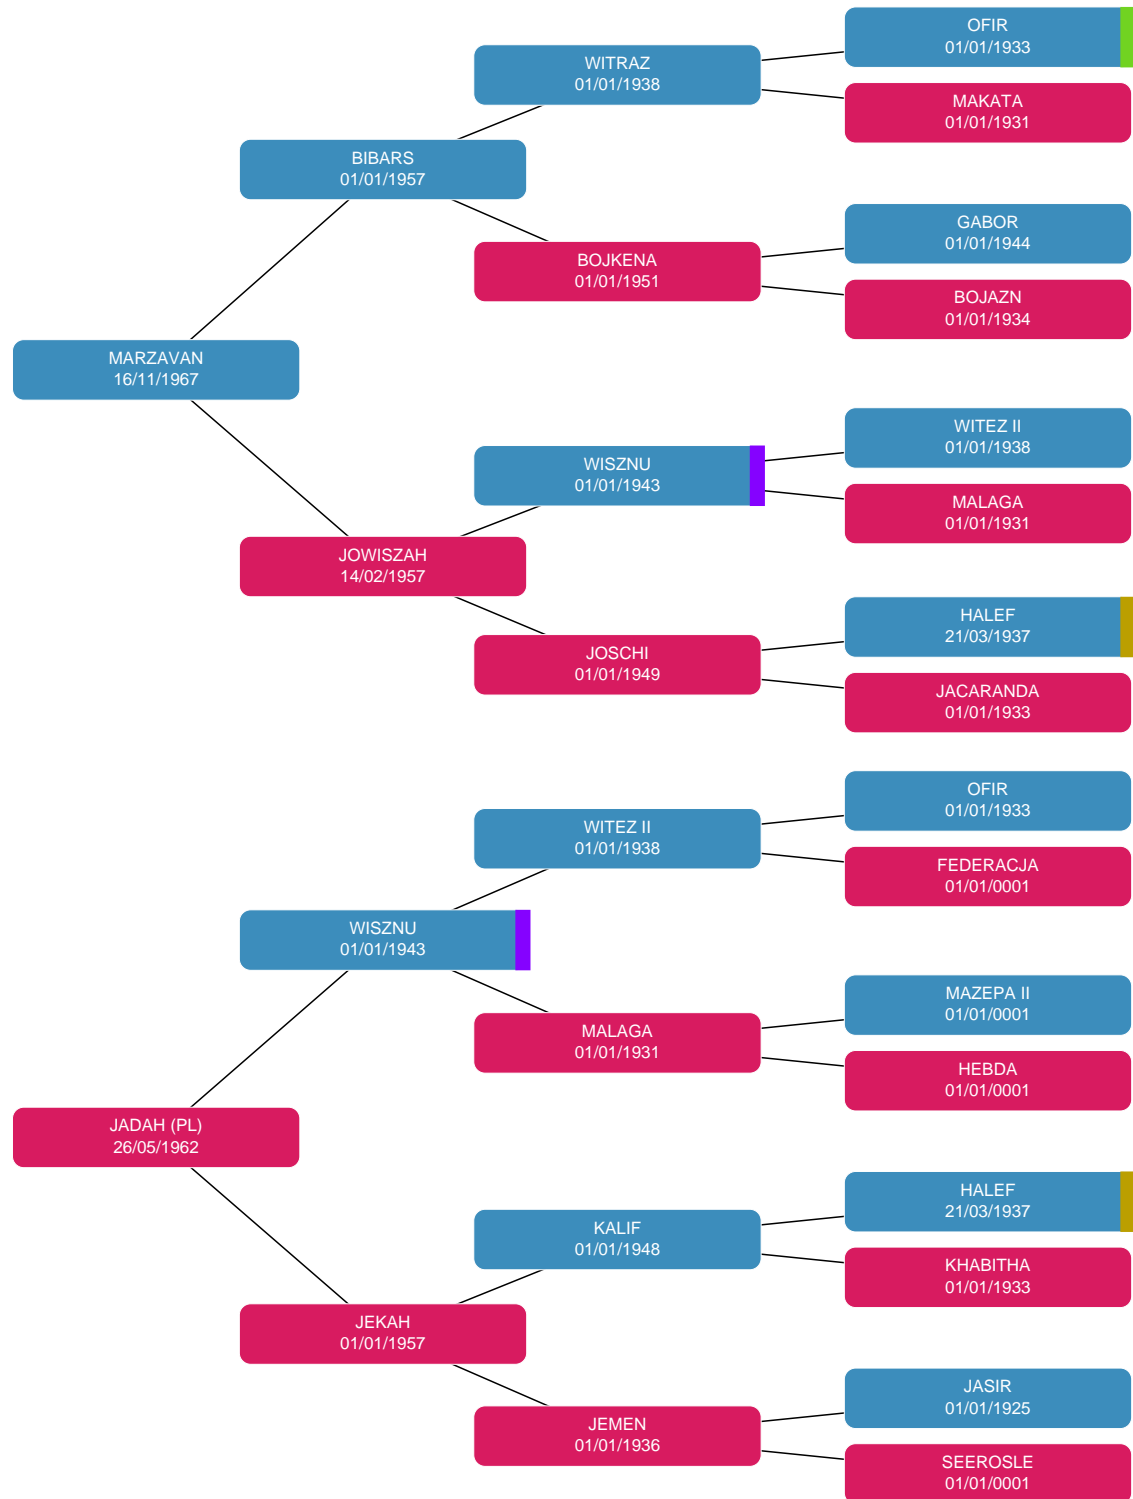 OFIR
01/01/1933
WITRAZ
01/01/1938
MAKATA
01/01/1931
BIBARS
01/01/1957
GABOR
01/01/1944
BOJKENA
01/01/1951
BOJAZN
01/01/1934
MARZAVAN
16/11/1967
WITEZ II
01/01/1938
WISZNU
01/01/1943
MALAGA
01/01/1931
JOWISZAH
14/02/1957
HALEF
21/03/1937
JOSCHI
01/01/1949
JACARANDA
01/01/1933
OFIR
01/01/1933
WITEZ II
01/01/1938
FEDERACJA
01/01/0001
WISZNU
01/01/1943
MAZEPA II
01/01/0001
MALAGA
01/01/1931
HEBDA
01/01/0001
JADAH (PL)
26/05/1962
HALEF
21/03/1937
KALIF
01/01/1948
KHABITHA
01/01/1933
JEKAH
01/01/1957
JASIR
01/01/1925
JEMEN
01/01/1936
SEEROSLE
01/01/0001